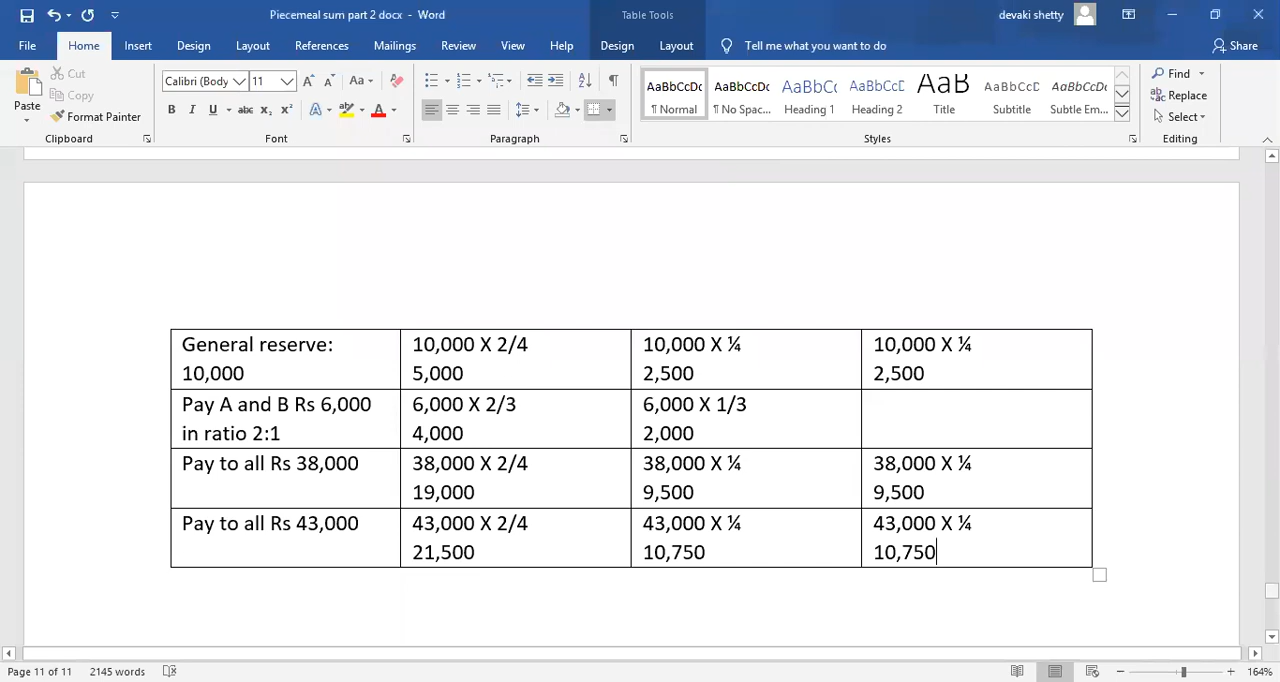 Piecemeal sum part 2 docx - Word
Table Tools
devaki shetty
File Home Insert Design Layout References Mailings Review View Help Design Layout Tell me what you want to do Share
Paste
Cut
Copy
Format Painter
Clipboard
Calibri (Body 11
Font
Paragraph
AaBbCcDc AaBbCcDc AaBbCc AaBbCcD AaB AaBbCcD AaBbCcDc
¶ Normal ¶ No Spac... Heading 1 Heading 2 Title Subtitle Subtle Em...
Styles
Find
Replace
Select
Editing
General reserve:
10,000
10,000 X 2/4
5,000
10,000 X ¼
2,500
10,000 X ¼
2,500
Pay A and B Rs 6,000
in ratio 2:1
6,000 X 2/3
4,000
6,000 X 1/3
2,000
Pay to all Rs 38,000
38,000 X 2/4
19,000
38,000 X ¼
9,500
38,000 X ¼
9,500
Pay to all Rs 43,000
43,000 X 2/4
21,500
43,000 X ¼
10,750
43,000 X ¼
10,750
Page 11 of 11 2145 words 164%